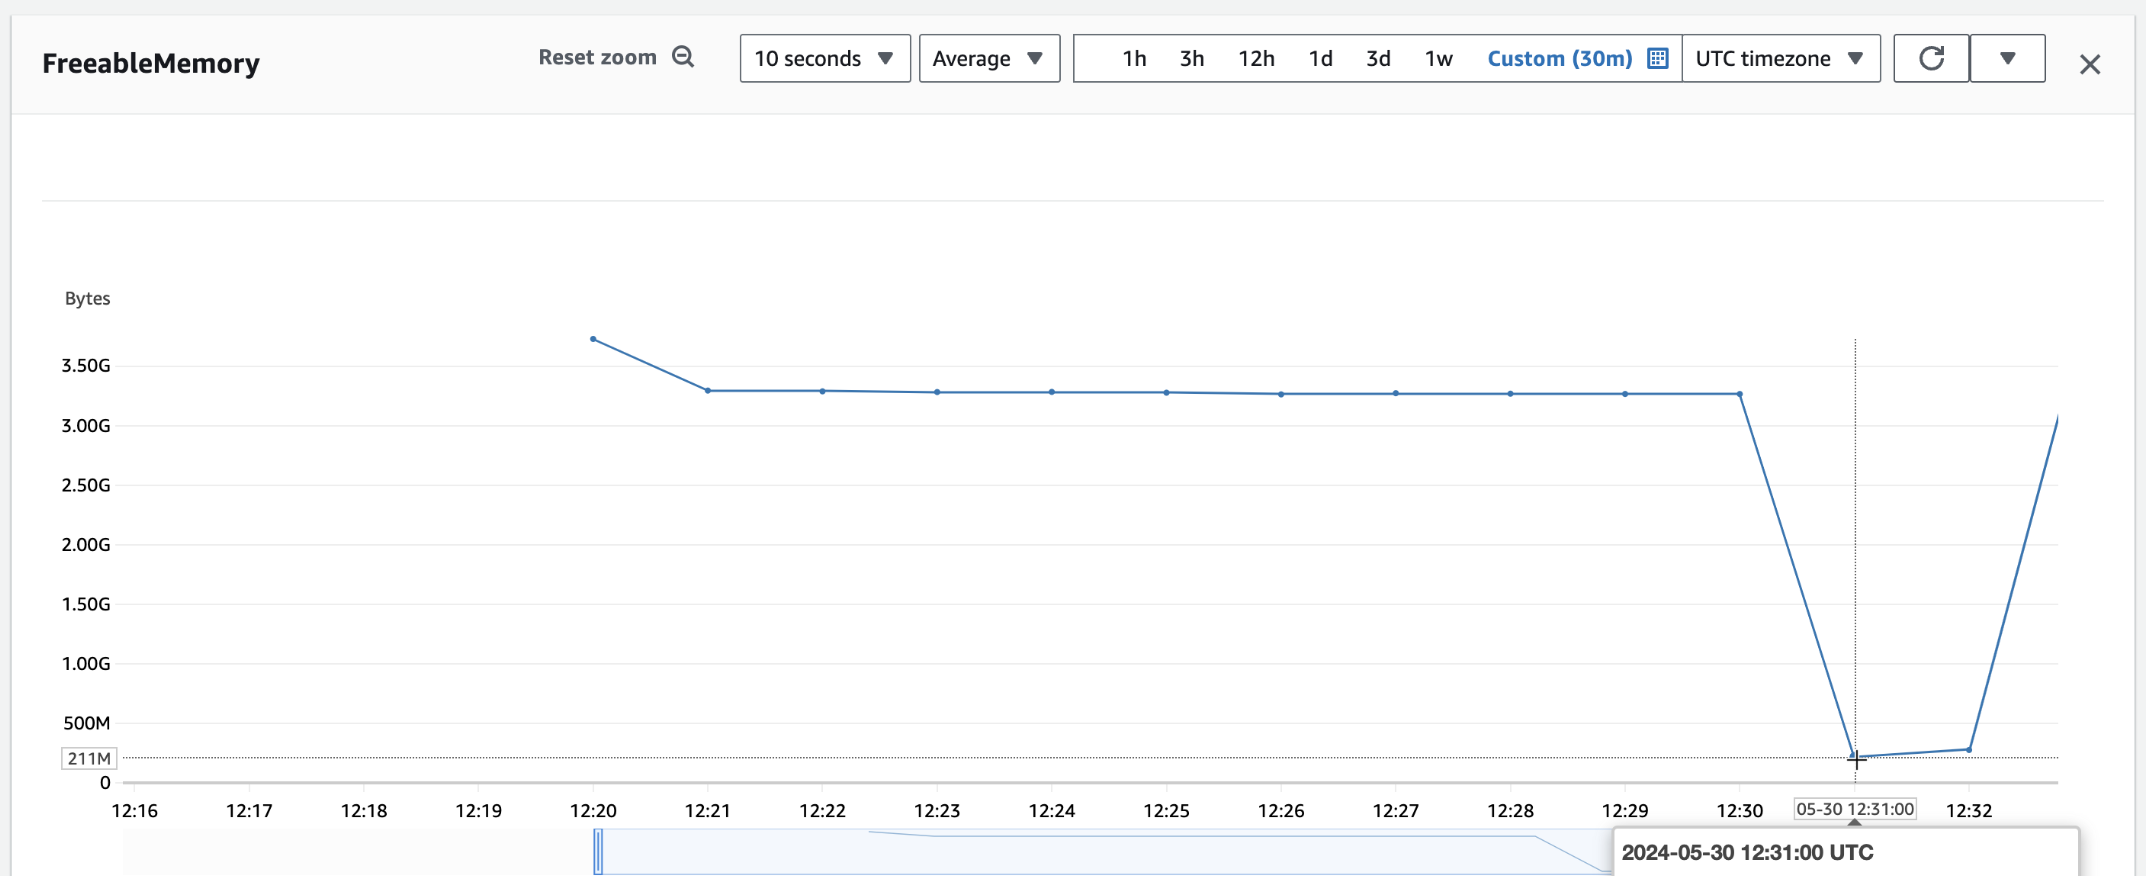 FreeableMemory
Reset zoom
10 seconds
Average
1h 3h 12h 1d 3d 1w Custom (30m)
UTC timezone
Bytes
3.50G
3.00G
2.50G
2.00G
1.50G
1.00G
500M
211M
0
12:16 12:17 12:18 12:19 12:20 12:21 12:22 12:23 12:24 12:25 12:26 12:27 12:28 12:29 12:30 05-30 12:31:00 12:32
2024-05-30 12:31:00 UTC